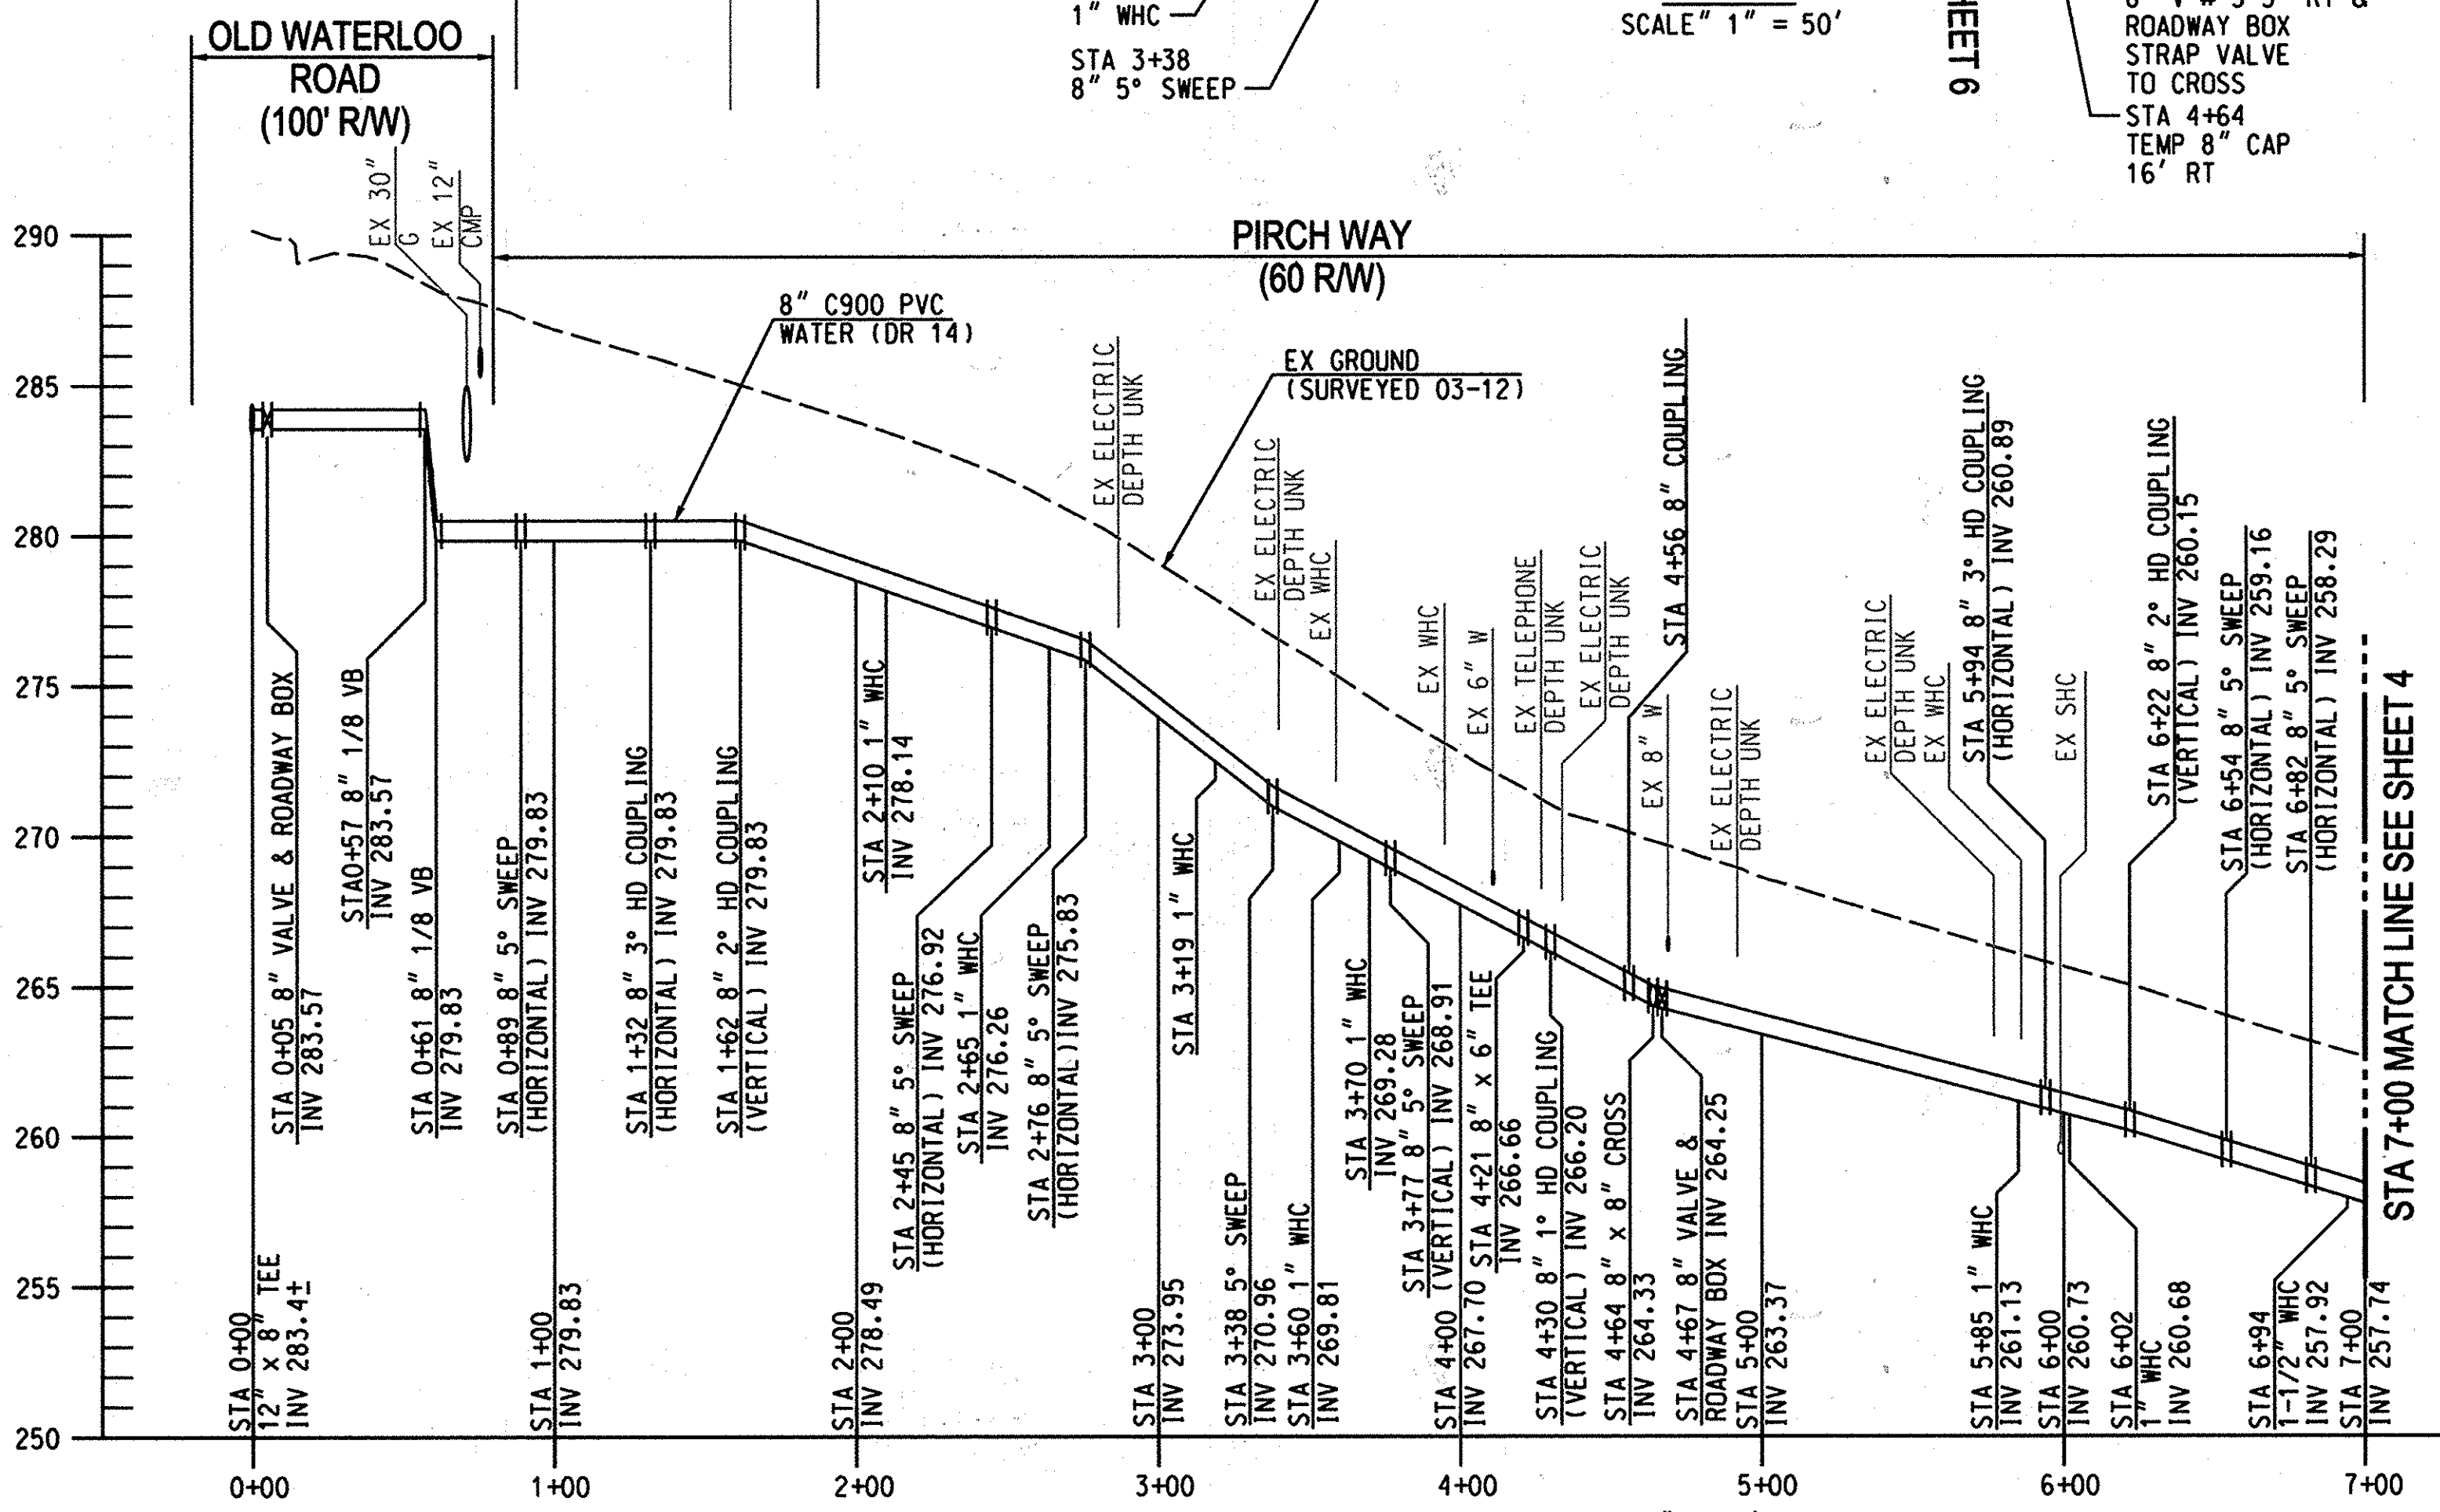 1" WHC
STA 3+38
8" 5° SWEEP
SCALE" 1" = 50'
HEET 6
ROADWAY BOX
STRAP VALVE
TO CROSS
STA 4+64
TEMP 8" CAP
16' RT
OLD WATERLOO
ROAD
(100' R/W)
EX 30"
G
EX 12"
CMP
PIRCH WAY
(60 R/W)
8" C900 PVC
WATER (DR 14)
EX GROUND
(SURVEYED 03-12)
EX ELECTRIC
DEPTH UNK
EX ELECTRIC
DEPTH UNK
EX WHC
EX WHC
EX 6" W
EX TELEPHONE
DEPTH UNK
EX ELECTRIC
DEPTH UNK
STA 4+56 8" COUPLING
EX 8" W
EX ELECTRIC
DEPTH UNK
EX ELECTRIC
DEPTH UNK
EX WHC
STA 5+94 8" 3° HD COUPLING
(HORIZONTAL) INV 260.89
EX SHC
STA 6+22 8" 2° HD COUPLING
(VERTICAL) INV 260.15
STA 6+54 8" 5° SWEEP
(HORIZONTAL) INV 259.16
STA 6+82 8" 5° SWEEP
(HORIZONTAL) INV 258.29
STA 7+00 MATCH LINE SEE SHEET 4
290
285
280
275
270
265
260
255
250
STA 0+05 8" VALVE & ROADWAY BOX
INV 283.57
STA0+57 8" 1/8 VB
INV 283.57
STA 0+61 8" 1/8 VB
INV 279.83
STA 0+89 8" 5° SWEEP
(HORIZONTAL) INV 279.83
STA 1+32 8" 3° HD COUPLING
(HORIZONTAL) INV 279.83
STA 1+62 8" 2° HD COUPLING
(VERTICAL) INV 279.83
STA 2+10 1" WHC
INV 278.14
STA 2+45 8" 5° SWEEP
(HORIZONTAL) INV 276.92
STA 2+65 1" WHC
INV 276.26
STA 2+76 8" 5° SWEEP
(HORIZONTAL)INV 275.83
STA 3+19 1" WHC
STA 3+38 5° SWEEP
INV 270.96
STA 3+60 1" WHC
INV 269.81
STA 3+70 1" WHC
INV 269.28
STA 3+77 8" 5° SWEEP
(VERTICAL) INV 268.91
STA 4+21 8" x 6" TEE
INV 266.66
STA 4+30 8" 1° HD COUPLING
(VERTICAL) INV 266.20
STA 4+64 8" x 8" CROSS
INV 264.33
STA 4+67 8" VALVE &
ROADWAY BOX INV 264.25
STA 5+85 1" WHC
INV 261.13
STA 0+00
12" x 8" TEE
INV 283.4±
STA 1+00
INV 279.83
STA 2+00
INV 278.49
STA 3+00
INV 273.95
STA 4+00
INV 267.70
STA 5+00
INV 263.37
STA 6+00
INV 260.73
STA 6+02
1" WHC
INV 260.68
STA 6+94
1-1/2" WHC
INV 257.92
STA 7+00
INV 257.74
0+00
1+00
2+00
3+00
4+00
5+00
6+00
7+00